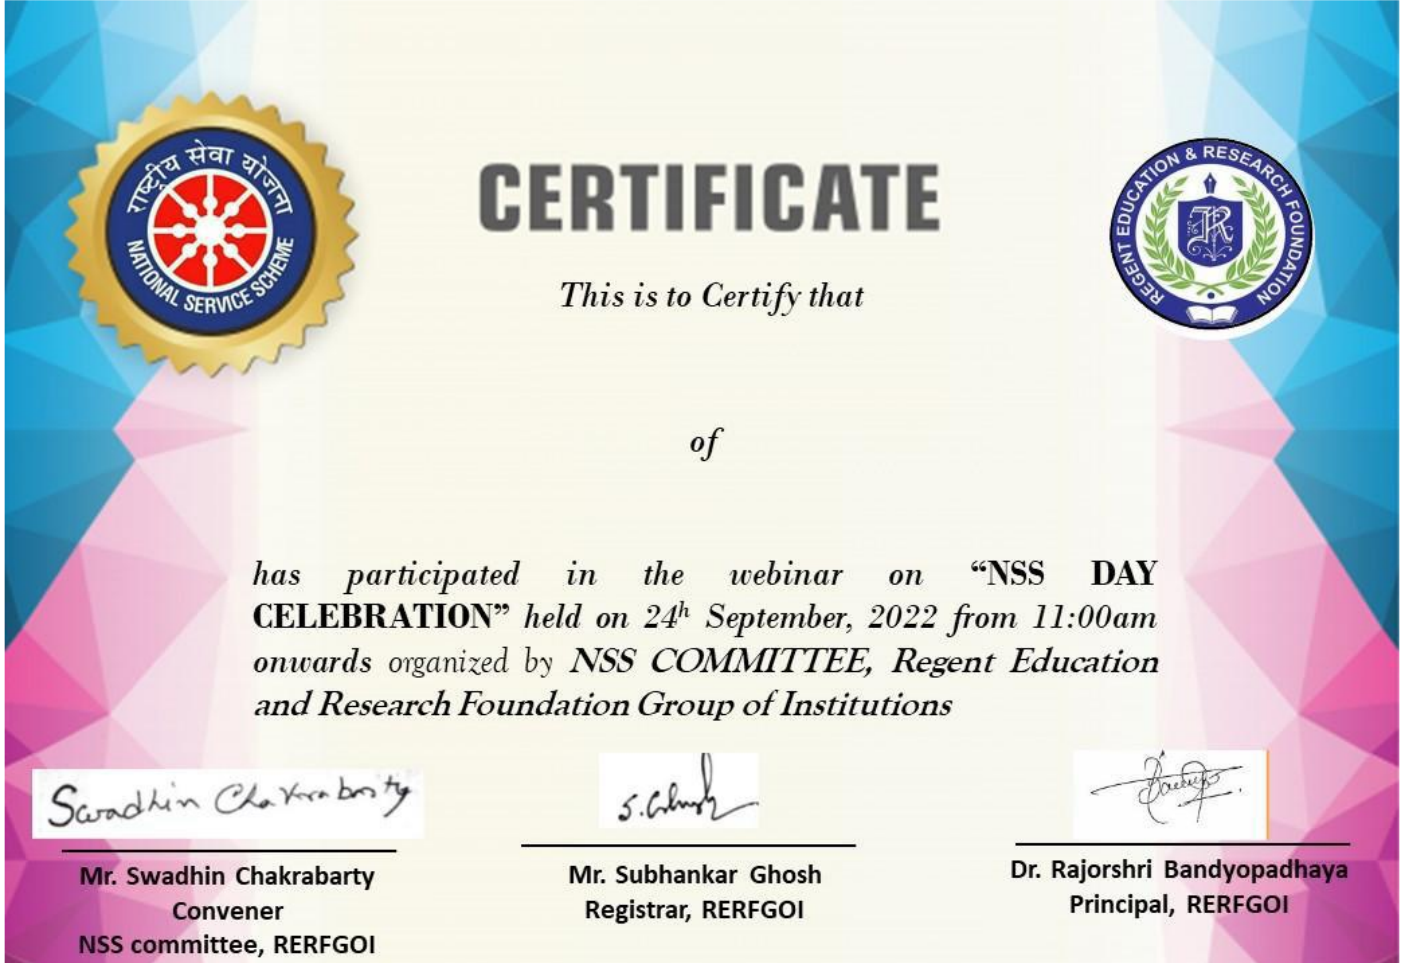 राष्ट्रीय सेवा योजना
NATIONAL SERVICE SCHEME
REGENT EDUCATION & RESEARCH FOUNDATION
R
CERTIFICATE
This is to Certify that
of
has participated in the webinar on “NSS DAY
CELEBRATION” held on 24ʰ September, 2022 from 11:00am
onwards organized by NSS COMMITTEE, Regent Education
and Research Foundation Group of Institutions
Swadhin Chakrabarty
S. Ghosh
Mr. Swadhin Chakrabarty
Convener
NSS committee, RERFGOI
Mr. Subhankar Ghosh
Registrar, RERFGOI
Dr. Rajorshri Bandyopadhaya
Principal, RERFGOI